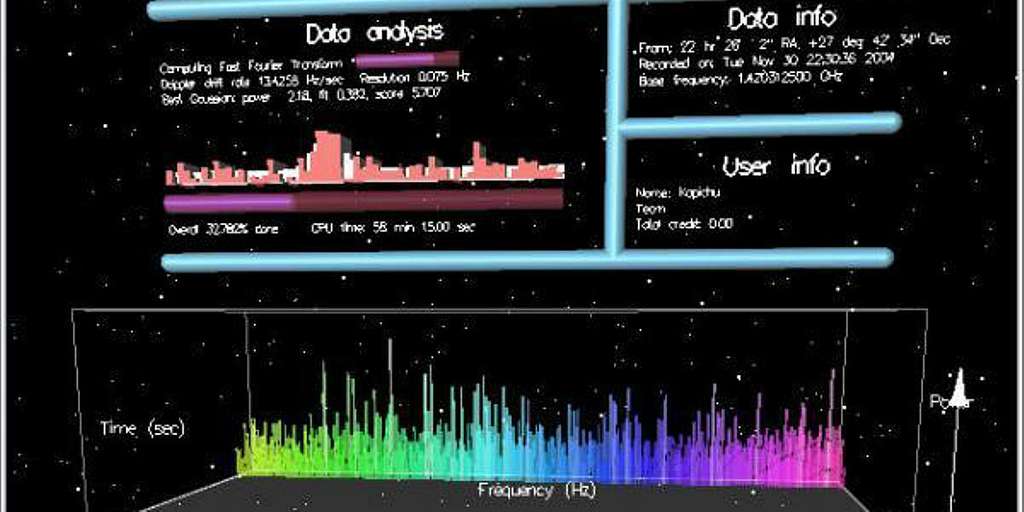 Data analysis
Computing Fast Fourier Transform
Doppler drift rate 13.4258 Hz/sec Resolution 0.075 Hz
Best Gaussian: power 2.18, fit 0.382, score 5.707
Overall 32.782% done CPU time: 58 min 15.00 sec
Data info
From: 22 hr 28' 2'' RA, +27 deg 42' 34'' Dec
Recorded on: Tue Nov 30 22:30:36 2004
Base frequency: 1.420312500 GHz
User info
Name: Kapichu
Team:
Total credit: 0.00
Time (sec)
Power
Frequency (Hz)